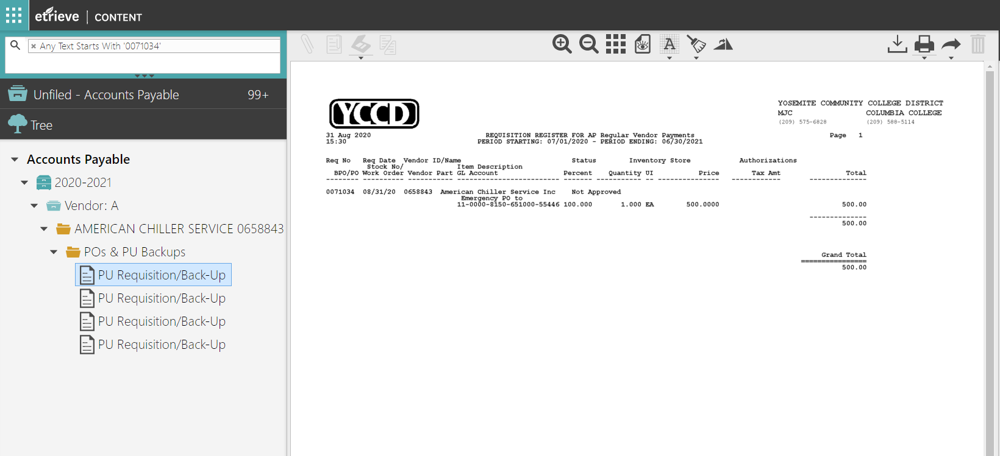 etrieve | CONTENT
× Any Text Starts With '0071034'
Unfiled - Accounts Payable 99+
Tree
Accounts Payable
2020-2021
Vendor: A
AMERICAN CHILLER SERVICE 0658843
POs & PU Backups
PU Requisition/Back-Up
PU Requisition/Back-Up
PU Requisition/Back-Up
PU Requisition/Back-Up
A
YCCD
YOSEMITE COMMUNITY COLLEGE DISTRICT
MJC COLUMBIA COLLEGE
(209) 575-6828 (209) 588-5114
31 Aug 2020 REQUISITION REGISTER FOR AP Regular Vendor Payments Page 1
15:30 PERIOD STARTING: 07/01/2020 - PERIOD ENDING: 06/30/2021
Req No Req Date Vendor ID/Name Status Inventory Store Authorizations
Stock No/ Item Description
BPO/PO Work Order Vendor Part GL Account Percent Quantity UI Price Tax Amt Total
-------- ---------- ----------- ------------------------- ------- ----------- -- --------------- ------------ --------------
0071034 08/31/20 0658843 American Chiller Service Inc Not Approved
Emergency PO to
11-0000-8150-651000-55446 100.000 1.000 EA 500.0000 500.00
--------------
500.00
Grand Total
================
500.00